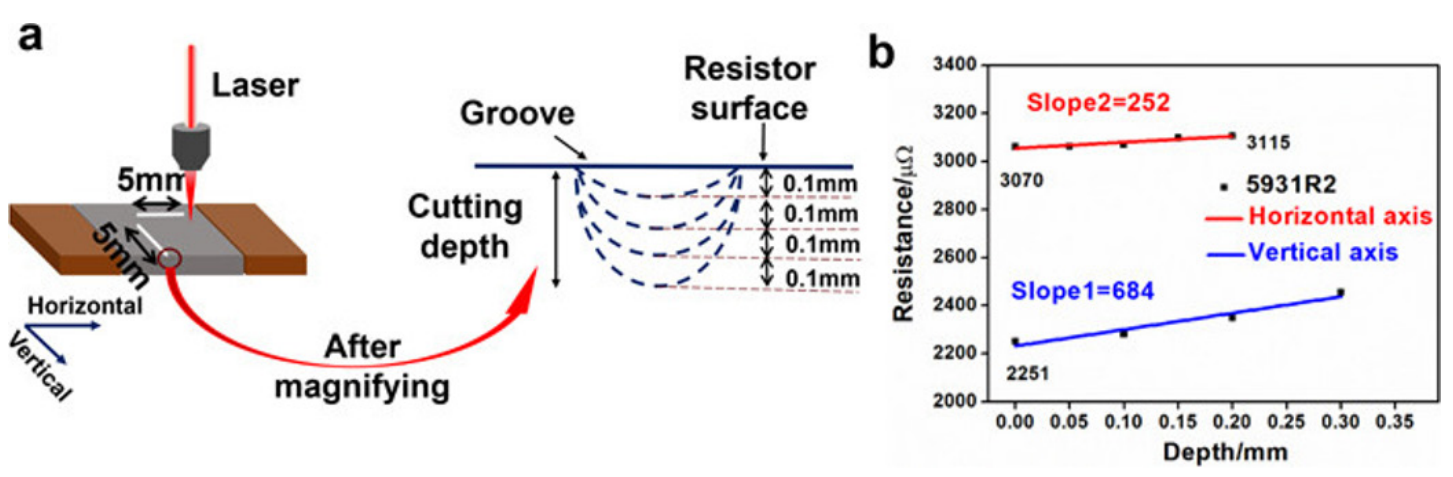 a
Laser
5mm
5mm
Horizontal
Vertical
After
magnifying
Groove
Resistor
surface
Cutting
depth
0.1mm
0.1mm
0.1mm
0.1mm
b
3400
3200
3000
2800
2600
2400
2200
2000
Resistance/μΩ
Slope2=252
3070
3115
5931R2
Horizontal axis
Vertical axis
Slope1=684
2251
0.00 0.05 0.10 0.15 0.20 0.25 0.30 0.35
Depth/mm